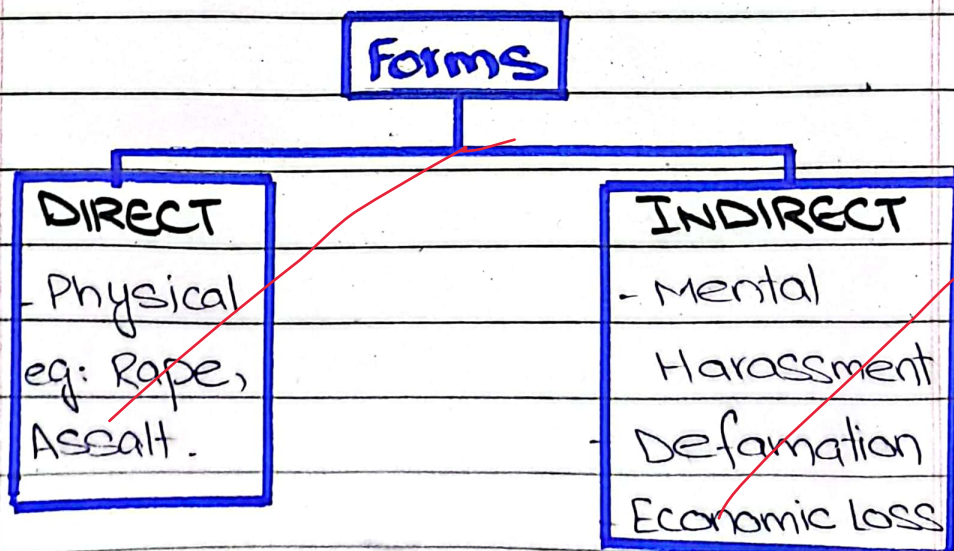 Forms
DIRECT
- Physical
eg: Rape,
Assalt.
INDIRECT
- Mental
Harassment
- Defamation
- Economic Loss